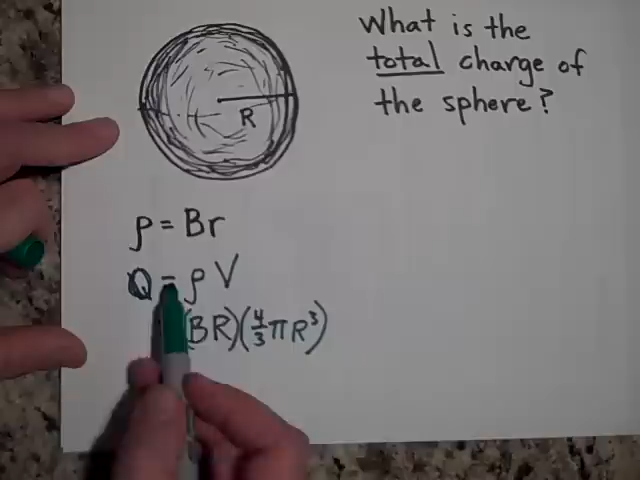 What is the
total charge of
the sphere?
R
ρ = Br
Q = ρ V
(BR)(4/3 π R³)